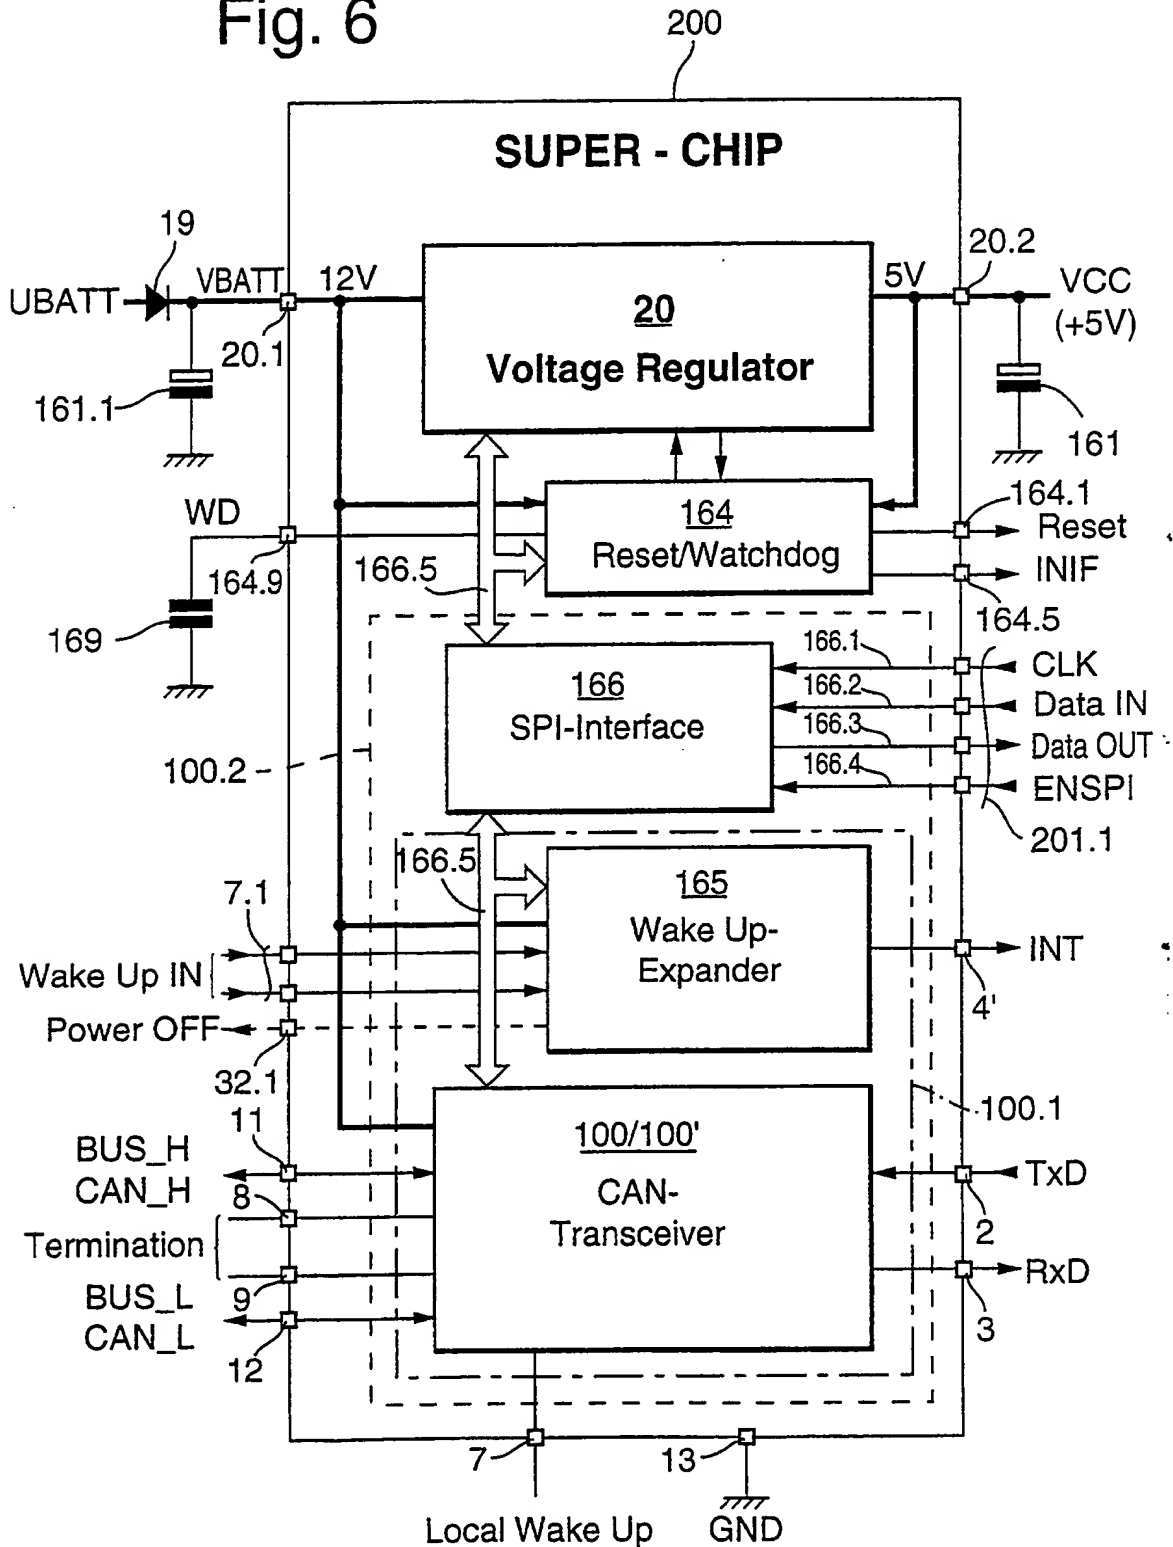 Fig. 6
200
SUPER - CHIP
19
UBATT
VBATT
12V
20.1
161.1
20
Voltage Regulator
5V
20.2
VCC
(+5V)
161
WD
164.9
169
166.5
164
Reset/Watchdog
164.1
Reset
INIF
164.5
100.2
166
SPI-Interface
166.1
CLK
166.2
Data IN
166.3
Data OUT
166.4
ENSPI
201.1
166.5
7.1
Wake Up IN
Power OFF
32.1
165
Wake Up-
Expander
INT
4'
100.1
11
BUS_H
CAN_H
8
Termination
9
BUS_L
CAN_L
12
100/100'
CAN-
Transceiver
TxD
2
RxD
3
7
13
Local Wake Up
GND